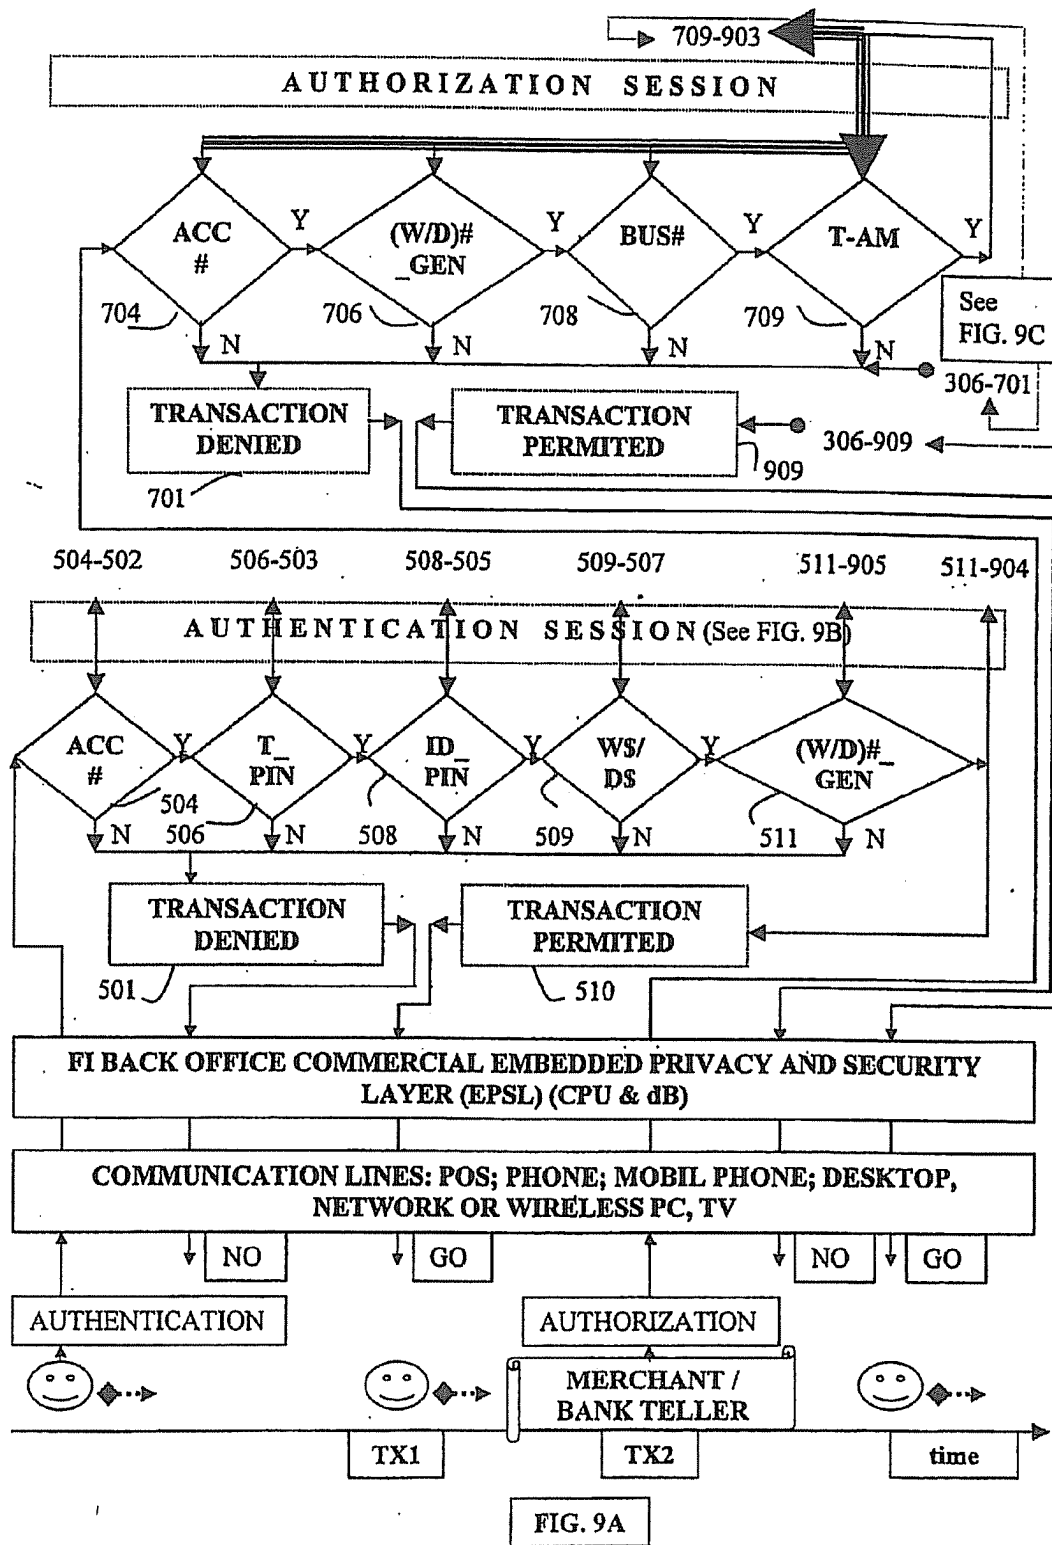 709-903
AUTHORIZATION SESSION
ACC
#
Y
(W/D)#
_GEN
Y
BUS#
Y
T-AM
Y
704
706
708
709
See
FIG. 9C
N
N
N
N
306-701
TRANSACTION
DENIED
TRANSACTION
PERMITED
306-909
701
909
504-502
506-503
508-505
509-507
511-905
511-904
AUTHENTICATION SESSION (See FIG. 9B)
ACC
#
Y
T_
PIN
Y
ID_
PIN
Y
W$/
D$
Y
(W/D)#_
GEN
504
506
508
509
511
N
N
N
N
N
TRANSACTION
DENIED
TRANSACTION
PERMITED
501
510
FI BACK OFFICE COMMERCIAL EMBEDDED PRIVACY AND SECURITY
LAYER (EPSL) (CPU & dB)
COMMUNICATION LINES: POS; PHONE; MOBIL PHONE; DESKTOP,
NETWORK OR WIRELESS PC, TV
NO
GO
NO
GO
AUTHENTICATION
AUTHORIZATION
MERCHANT /
BANK TELLER
TX1
TX2
time
FIG. 9A